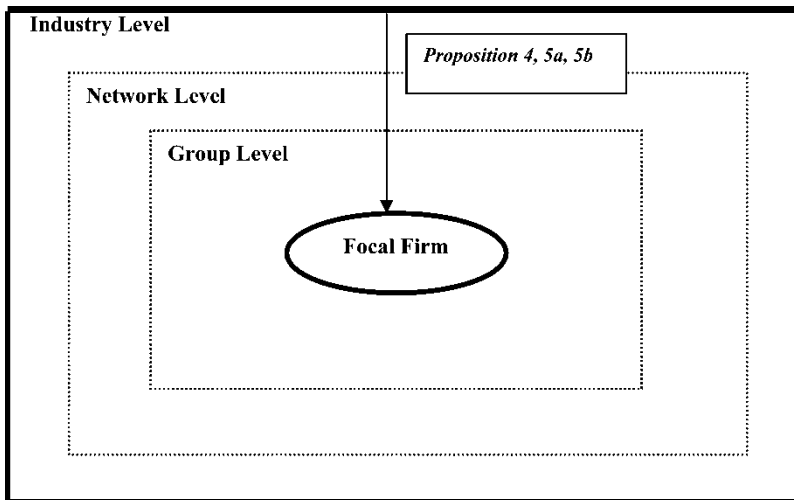 Industry Level
Proposition 4, 5a, 5b
Network Level
Group Level
Focal Firm